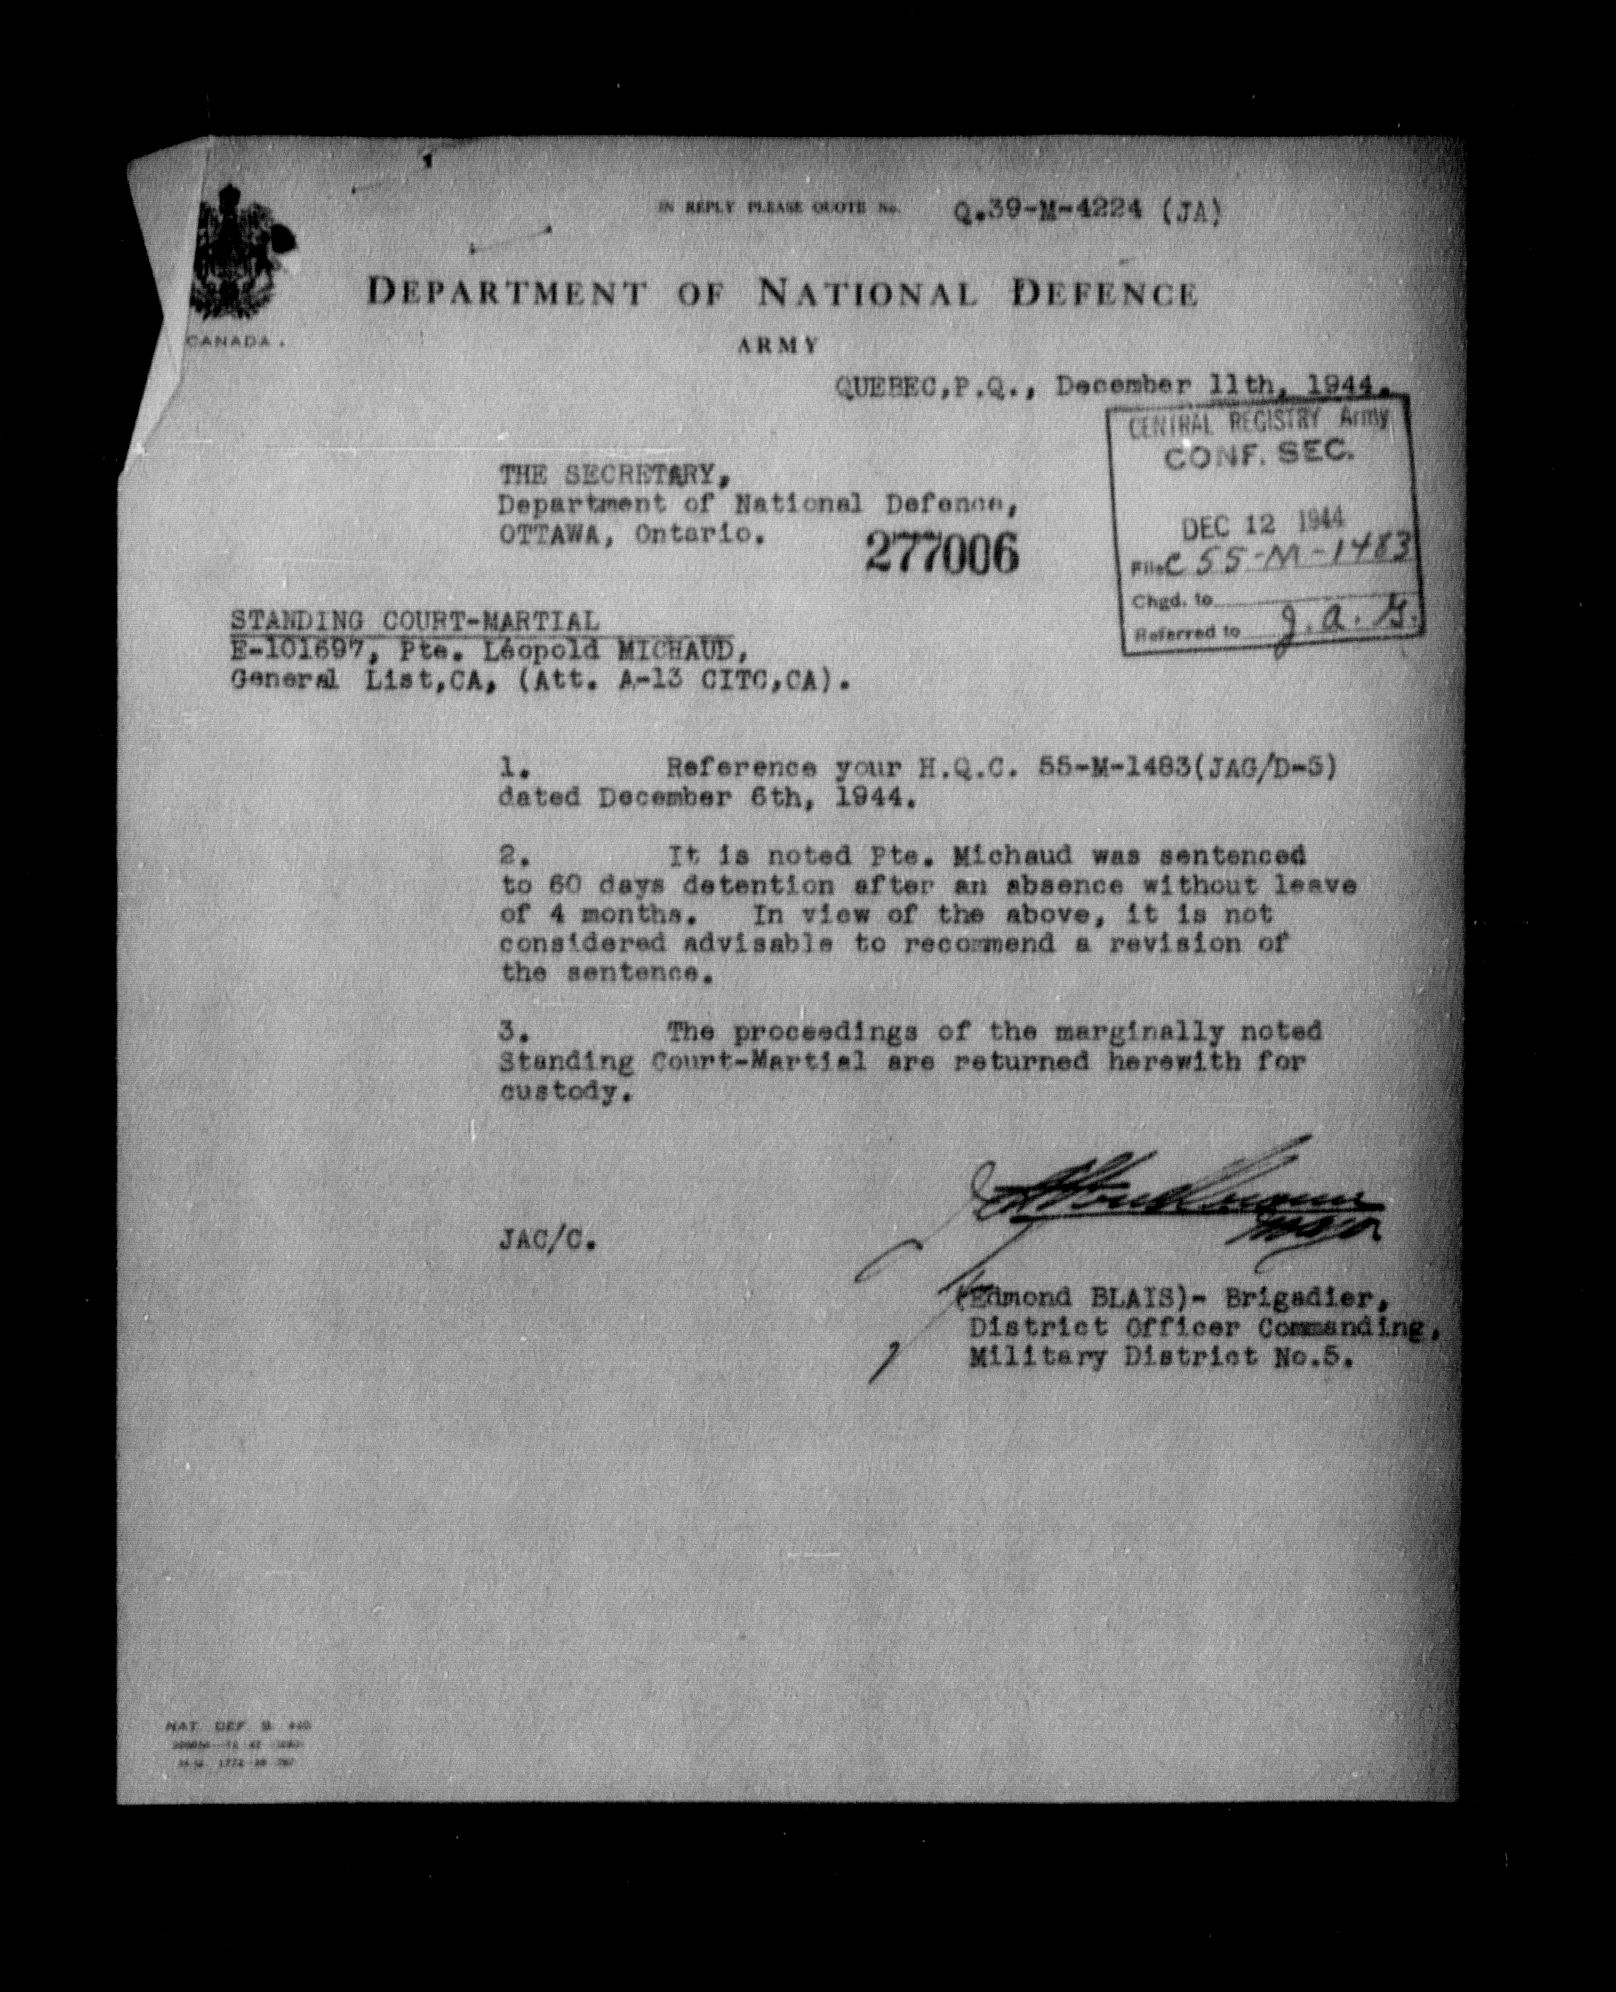 IN REPLY PLEASE QUOTE No. Q.39-M-4224 (JA)
DEPARTMENT OF NATIONAL DEFENCE
CANADA.
ARMY
QUEBEC,P.Q., December 11th, 1944.
CENTRAL REGISTRY Army
CONF. SEC.
DEC 12 1944
File C 55-M-1483
Chgd. to
Referred to J.A.G.
THE SECRETARY,
Department of National Defence,
OTTAWA, Ontario.
277006
STANDING COURT-MARTIAL
E-101697, Pte. Léopold MICHAUD,
General List,CA, (Att. A-13 CITC,CA).
1. Reference your H.Q.C. 55-M-1483(JAG/D-5)
dated December 6th, 1944.
2. It is noted Pte. Michaud was sentenced
to 60 days detention after an absence without leave
of 4 months. In view of the above, it is not
considered advisable to recommend a revision of
the sentence.
3. The proceedings of the marginally noted
Standing Court-Martial are returned herewith for
custody.
Major
JAC/C.
(Edmond BLAIS)- Brigadier,
District Officer Commanding,
Military District No.5.
NAT. DEF. B.